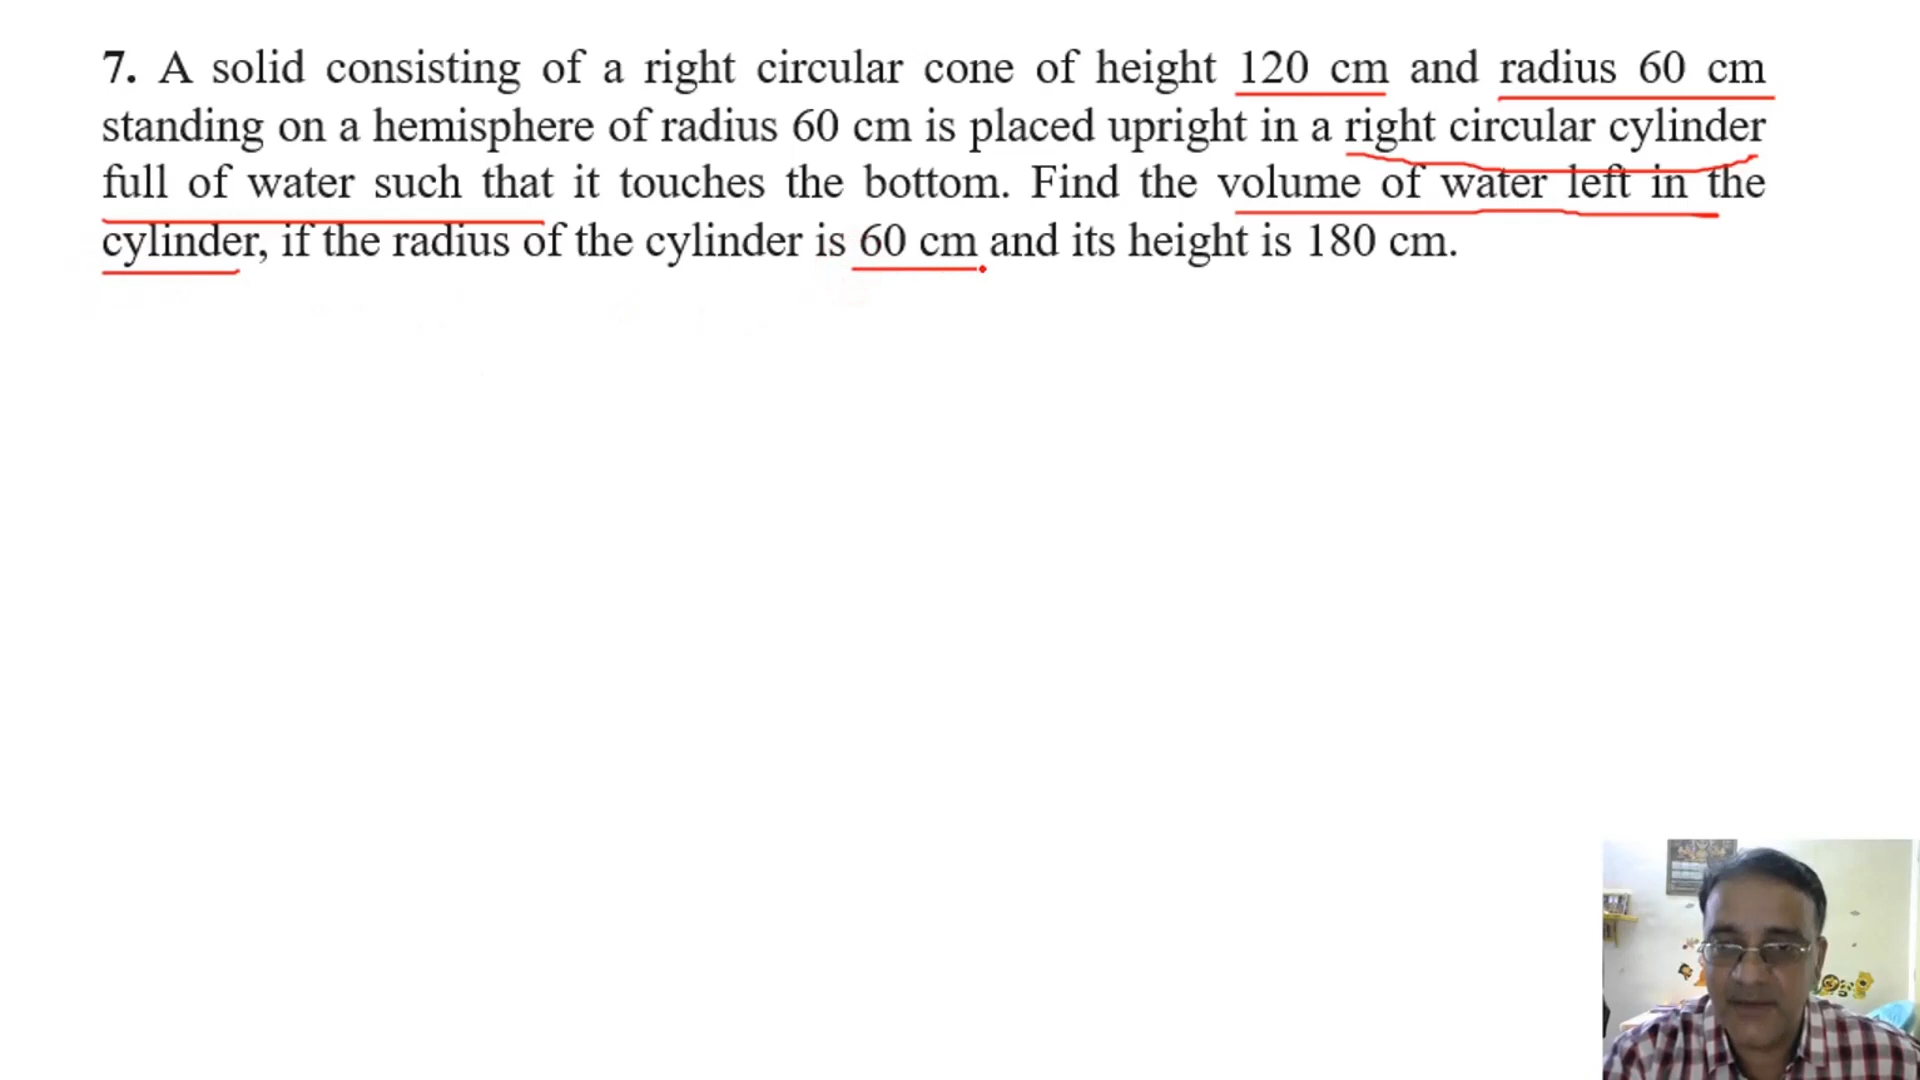 7. A solid consisting of a right circular cone of height 120 cm and radius 60 cm
standing on a hemisphere of radius 60 cm is placed upright in a right circular cylinder
full of water such that it touches the bottom. Find the volume of water left in the
cylinder, if the radius of the cylinder is 60 cm and its height is 180 cm.